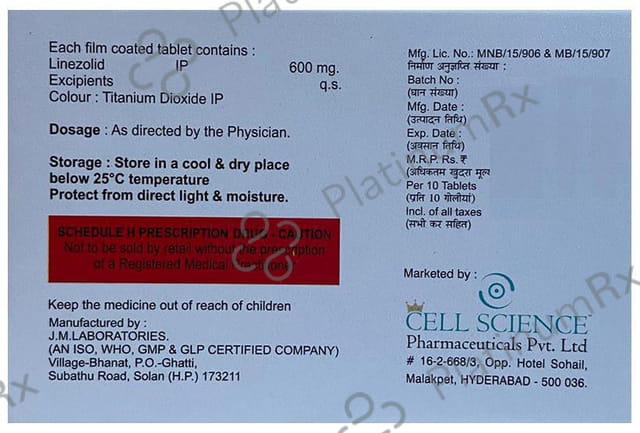 Each film coated tablet contains :
Linezolid IP 600 mg.
Excipients q.s.
Colour : Titanium Dioxide IP
Dosage : As directed by the Physician.
Storage : Store in a cool & dry place
below 25°C temperature
Protect from direct light & moisture.
SCHEDULE H PRESCRIPTION DRUG - CAUTION
Not to be sold by retail without the prescription
of a Registered Medical Practitioner
Keep the medicine out of reach of children
Manufactured by :
J.M.LABORATORIES.
(AN ISO, WHO, GMP & GLP CERTIFIED COMPANY)
Village-Bhanat, P.O.-Ghatti,
Subathu Road, Solan (H.P.) 173211
Mfg. Lic. No.: MNB/15/906 & MB/15/907
निर्माण अनुज्ञप्ति संख्या :
Batch No :
(घान संख्या)
Mfg. Date :
(उत्पादन तिथि)
Exp. Date :
(अवसान तिथि)
M.R.P. Rs. ₹
(अधिकतम खुदरा मूल्य
Per 10 Tablets
(प्रति 10 गोलीयां)
Incl. of all taxes
(सभी कर सहित)
Marketed by :
CELL SCIENCE
Pharmaceuticals Pvt. Ltd
# 16-2-668/3, Opp. Hotel Sohail,
Malakpet, HYDERABAD - 500 036.
PlatinumRx
PlatinumRx
PlatinumRx
Rx